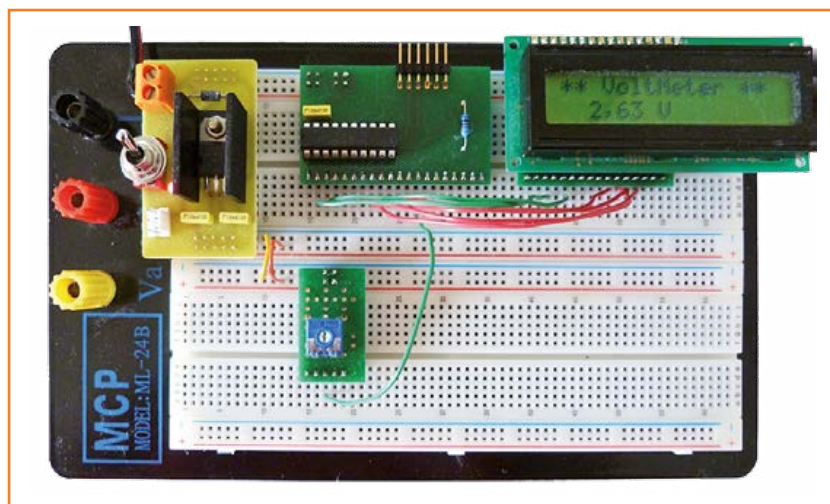 ** VoltMeter **
2,63 V
Va
MCP
MODEL:ML-24B